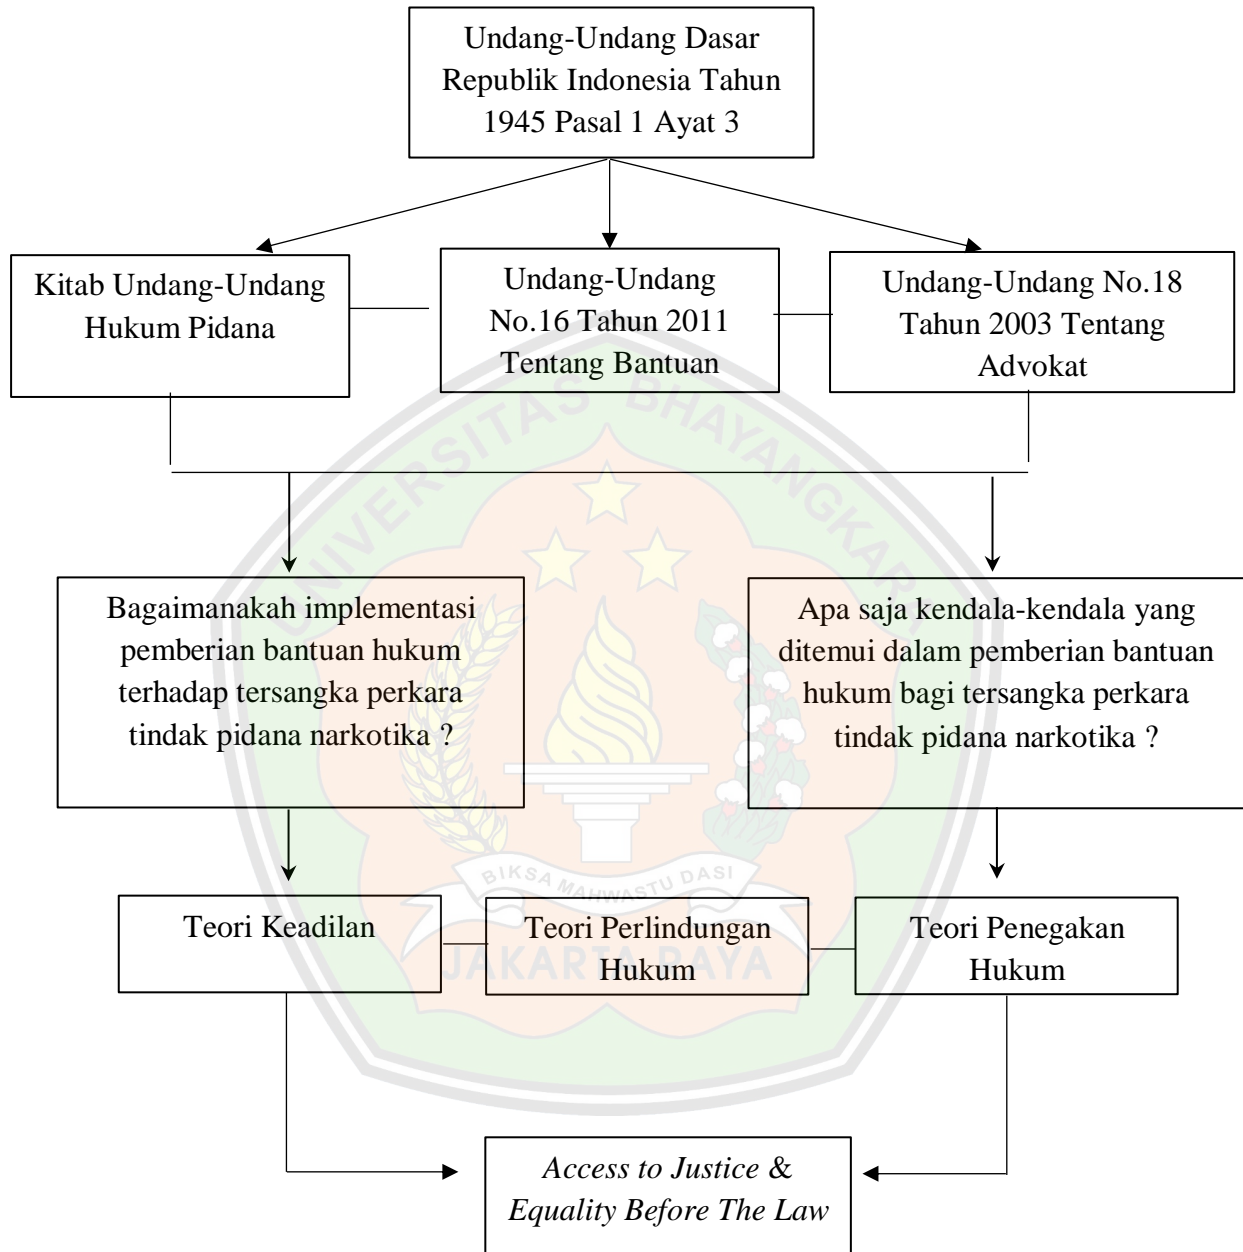 Undang-Undang Dasar
Republik Indonesia Tahun
1945 Pasal 1 Ayat 3
Kitab Undang-Undang
Hukum Pidana
Undang-Undang
No.16 Tahun 2011
Tentang Bantuan
Undang-Undang No.18
Tahun 2003 Tentang
Advokat
UNIVERSITAS BHAYANGKARA
Bagaimanakah implementasi
pemberian bantuan hukum
terhadap tersangka perkara
tindak pidana narkotika ?
Apa saja kendala-kendala yang
ditemui dalam pemberian bantuan
hukum bagi tersangka perkara
tindak pidana narkotika ?
BIKSA MAHWASTU DASI
JAKARTA RAYA
Teori Keadilan
Teori Perlindungan
Hukum
Teori Penegakan
Hukum
Access to Justice &
Equality Before The Law